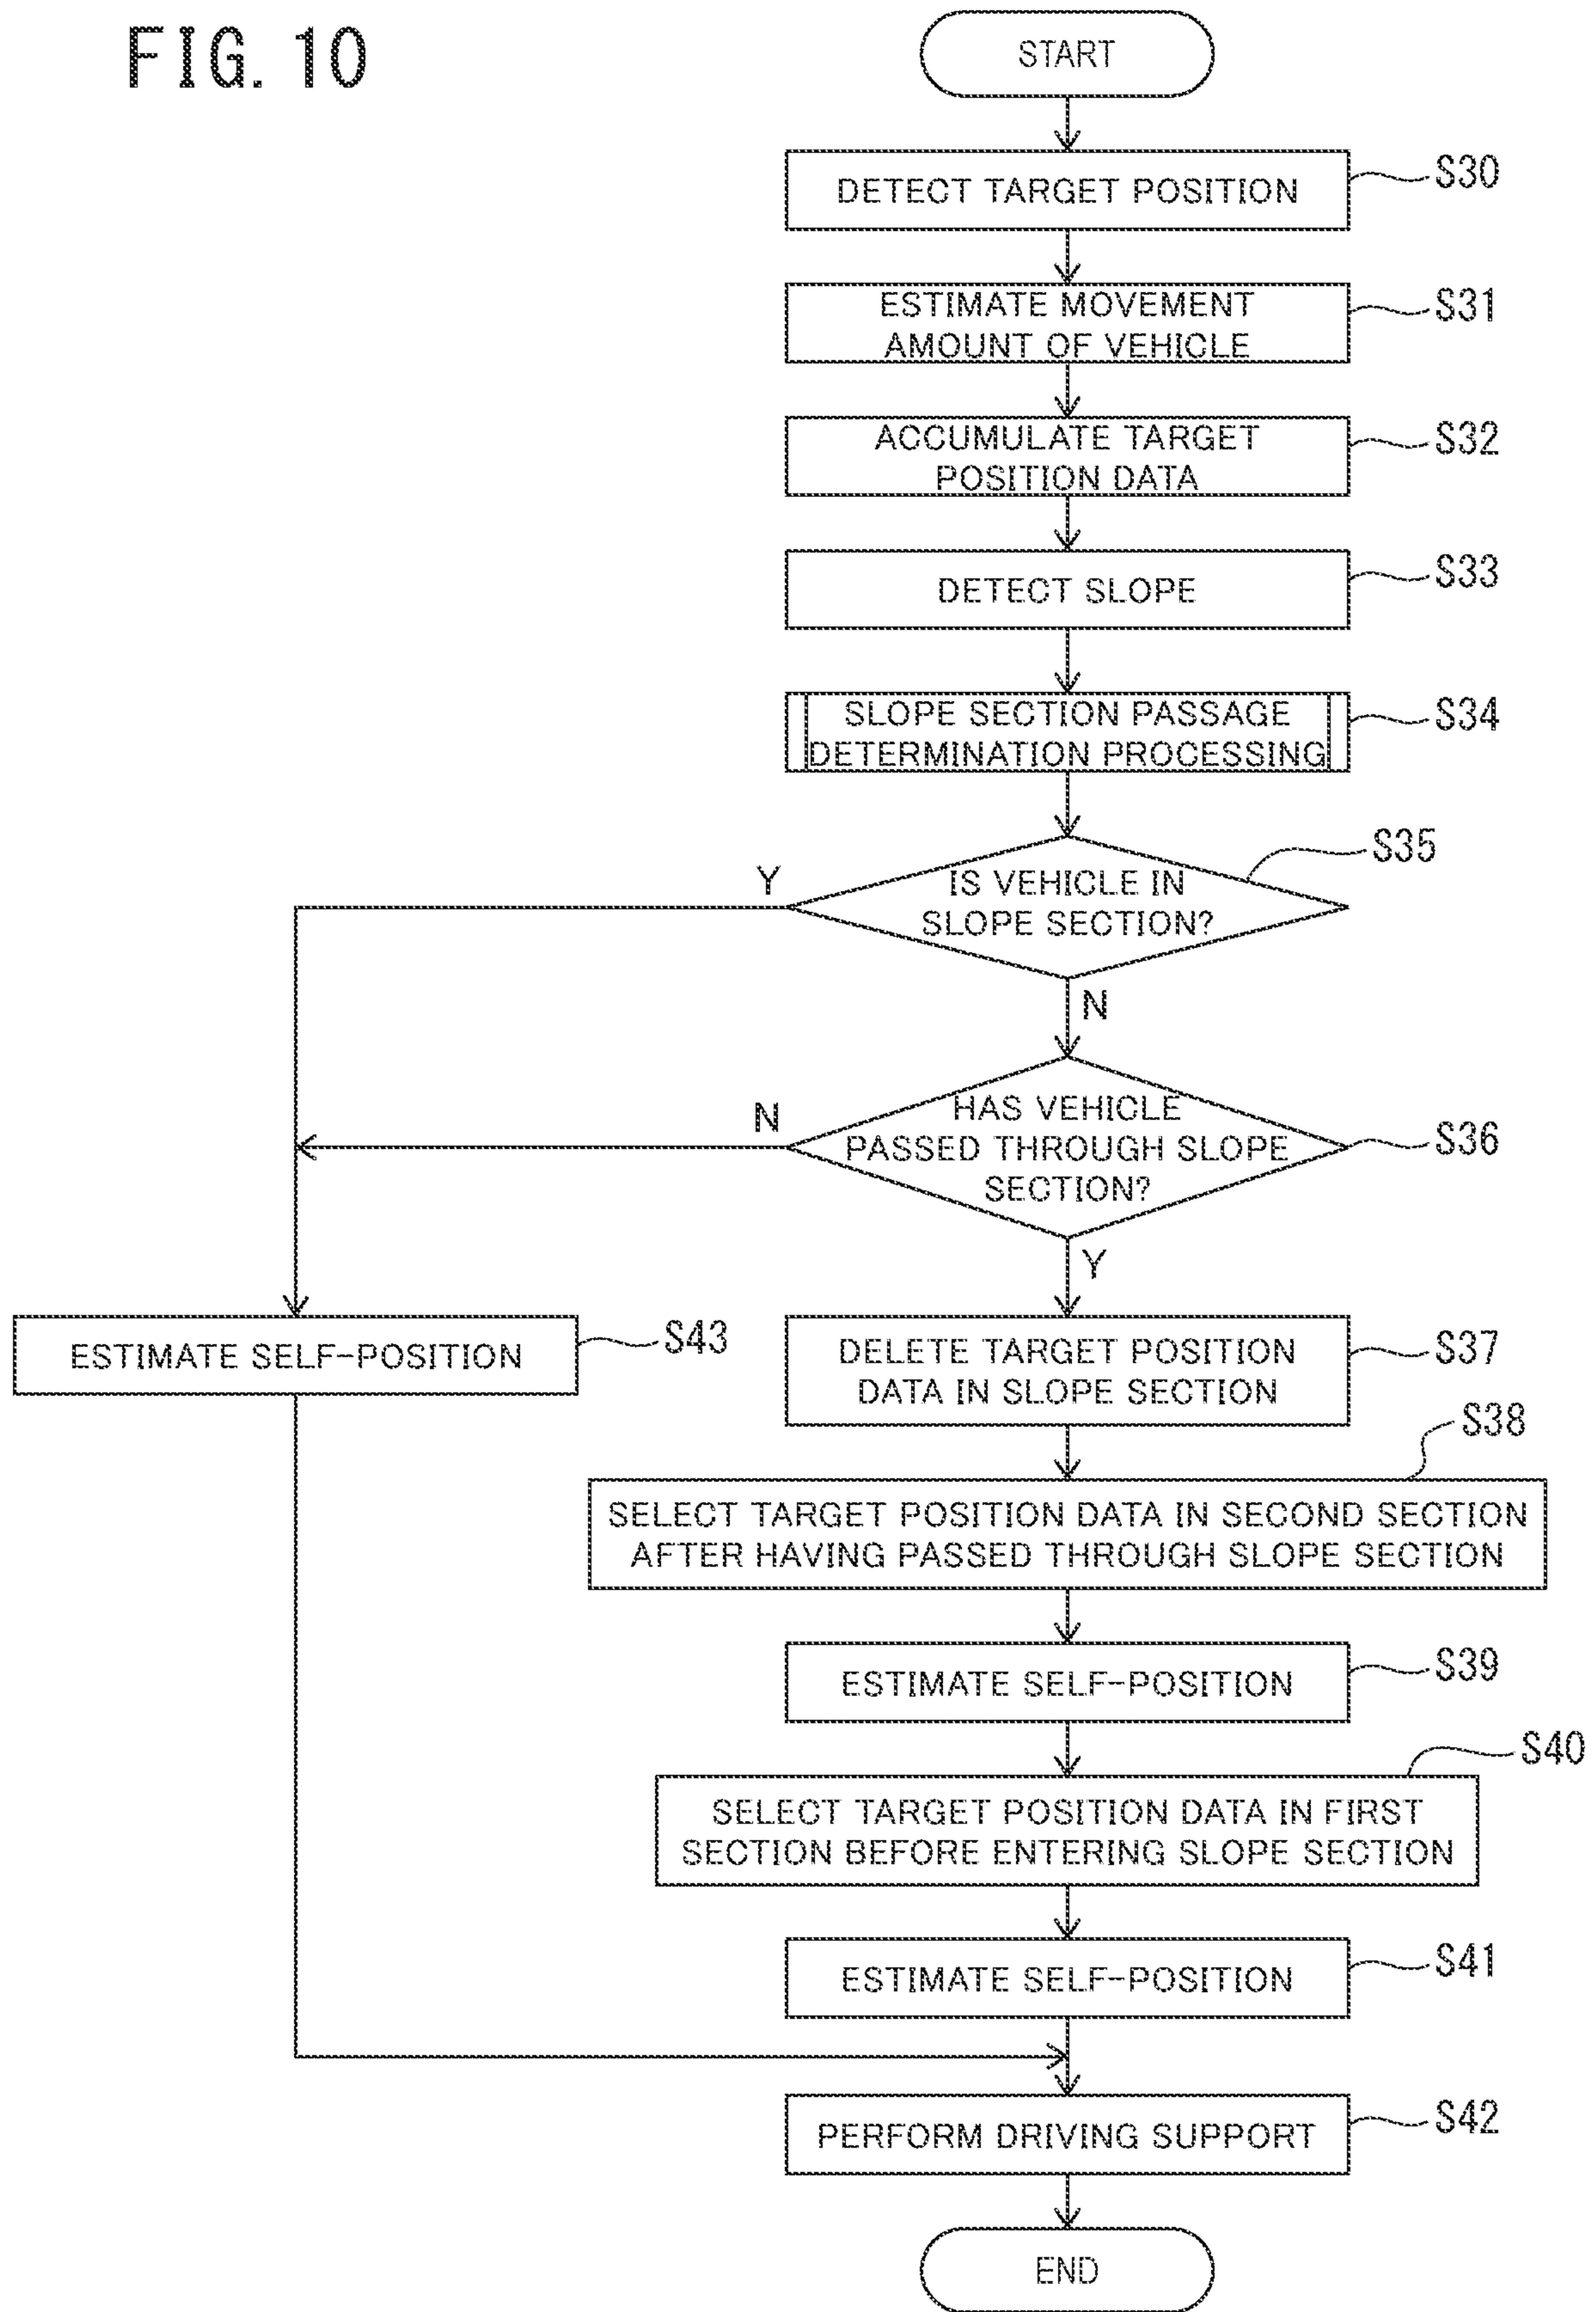 FIG. 10
START
DETECT TARGET POSITION
S30
ESTIMATE MOVEMENT
AMOUNT OF VEHICLE
S31
ACCUMULATE TARGET
POSITION DATA
S32
DETECT SLOPE
S33
SLOPE SECTION PASSAGE
DETERMINATION PROCESSING
S34
IS VEHICLE IN
SLOPE SECTION?
S35
Y
N
HAS VEHICLE
PASSED THROUGH SLOPE
SECTION?
S36
N
Y
ESTIMATE SELF-POSITION
S43
DELETE TARGET POSITION
DATA IN SLOPE SECTION
S37
SELECT TARGET POSITION DATA IN SECOND SECTION
AFTER HAVING PASSED THROUGH SLOPE SECTION
S38
ESTIMATE SELF-POSITION
S39
SELECT TARGET POSITION DATA IN FIRST
SECTION BEFORE ENTERING SLOPE SECTION
S40
ESTIMATE SELF-POSITION
S41
PERFORM DRIVING SUPPORT
S42
END